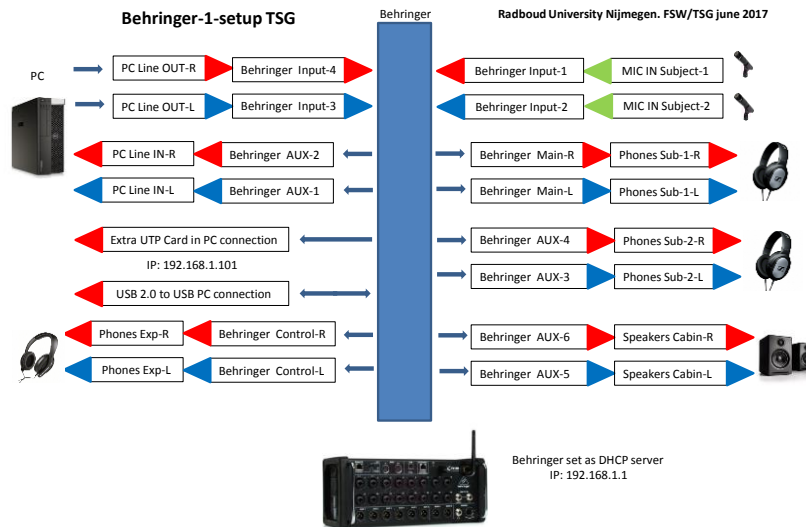 Behringer-1-setup TSG
Behringer
Radboud University Nijmegen. FSW/TSG june 2017
PC
PC Line OUT-R
Behringer Input-4
Behringer Input-1
MIC IN Subject-1
PC Line OUT-L
Behringer Input-3
Behringer Input-2
MIC IN Subject-2
PC Line IN-R
Behringer AUX-2
Behringer Main-R
Phones Sub-1-R
PC Line IN-L
Behringer AUX-1
Behringer Main-L
Phones Sub-1-L
Extra UTP Card in PC connection
Behringer AUX-4
Phones Sub-2-R
IP: 192.168.1.101
Behringer AUX-3
Phones Sub-2-L
USB 2.0 to USB PC connection
Phones Exp-R
Behringer Control-R
Behringer AUX-6
Speakers Cabin-R
Phones Exp-L
Behringer Control-L
Behringer AUX-5
Speakers Cabin-L
Behringer set as DHCP server
IP: 192.168.1.1